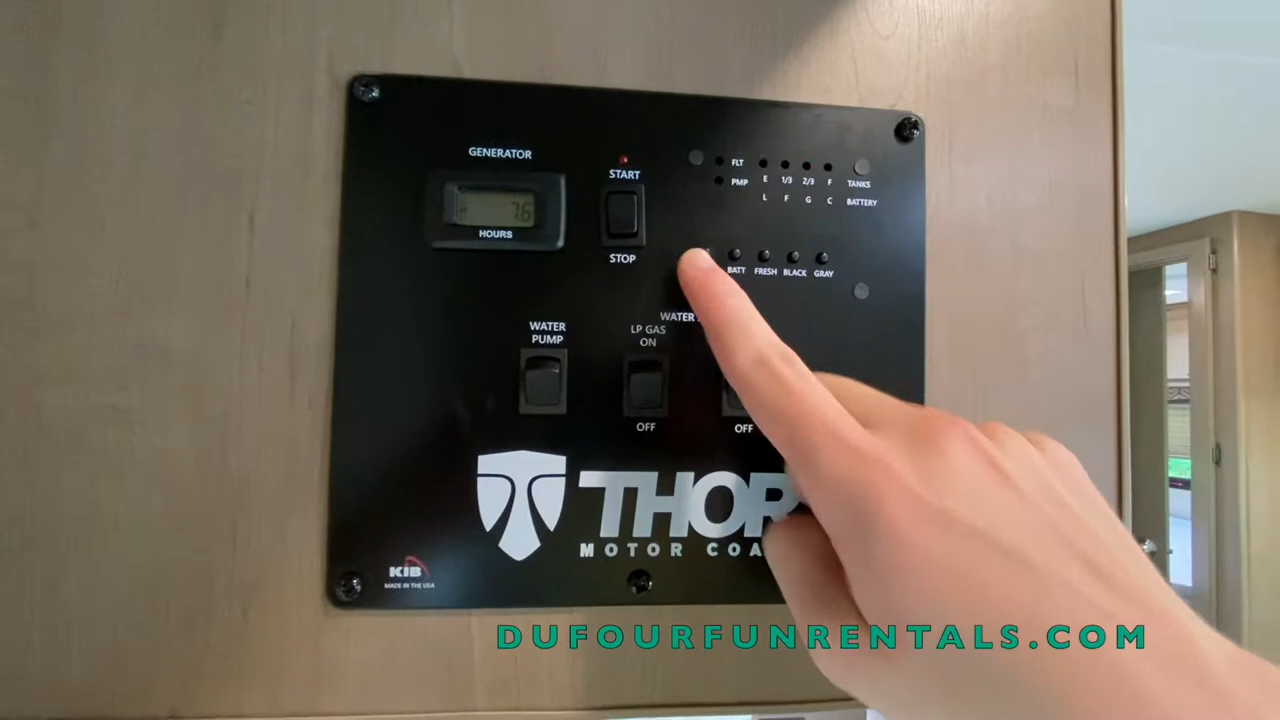 GENERATOR
76
HOURS
START
STOP
FLT
PMP
E 1/3 2/3 F TANKS
L F G C BATTERY
BATT FRESH BLACK GRAY
WATER
WATER PUMP
LP GAS
ON
OFF
OFF
THOR
MOTOR COA
KIB
MADE IN THE USA
DUFOURFUNRENTALS.COM